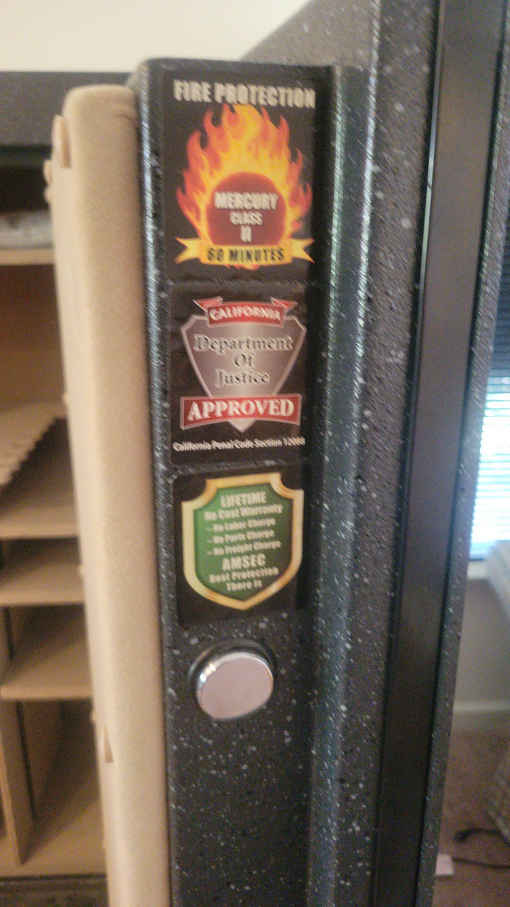 FIRE PROTECTION
MERCURY
CLASS
II
60 MINUTES
CALIFORNIA
Department
Of
Justice
APPROVED
California Penal Code Section 12088
LIFETIME
No Cost Warranty
- No Labor Charge
- No Parts Charge
- No Freight Charge
AMSEC
Best Protection
There Is